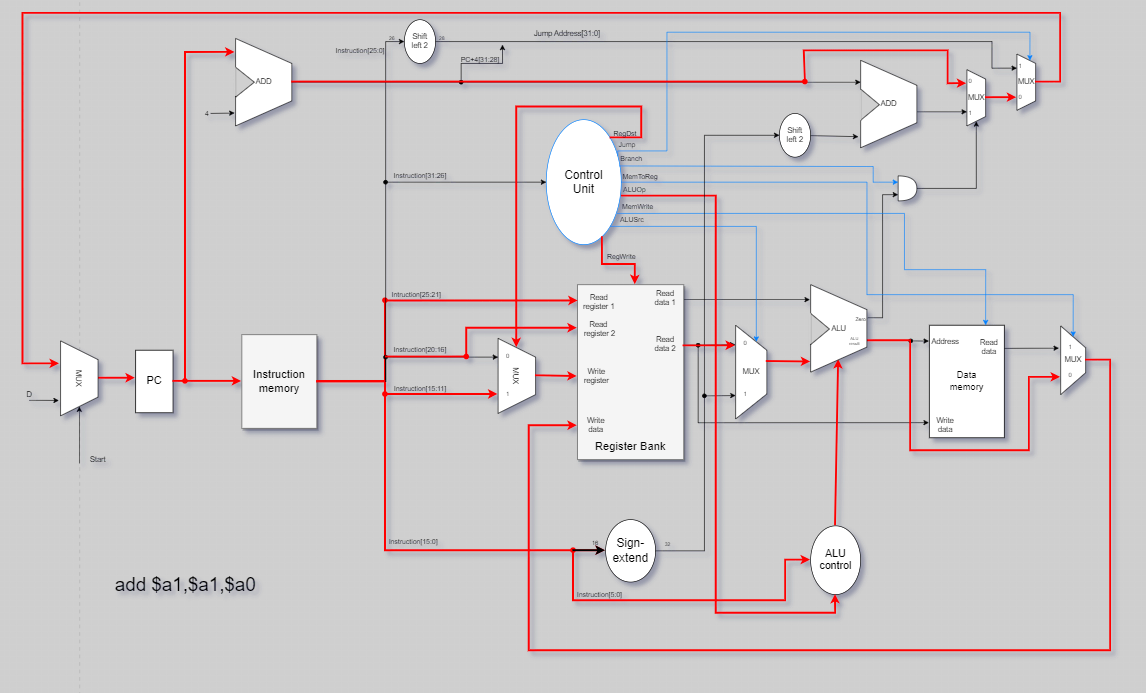 26
Shift
left 2
28
Jump Address[31:0]
Instruction[25:0]
PC+4[31:28]
ADD
4
1
MUX
0
0
MUX
1
ADD
Shift
left 2
RegDst
Jump
Branch
MemToReg
ALUOp
MemWrite
ALUSrc
Control
Unit
Instruction[31:26]
RegWrite
Intruction[25:21]
Read
register 1
Read
data 1
Read
register 2
Read
data 2
Instruction[20:16]
0
MUX
1
Write
register
Instruction[15:11]
Write
data
Register Bank
0
MUX
1
ALU
Zero
ALU
result
Address
Read
data
Data
memory
Write
data
1
MUX
0
MUX
D
Start
PC
Instruction
memory
Instruction[15:0]
16
Sign-
extend
32
ALU
control
Instruction[5:0]
add $a1,$a1,$a0